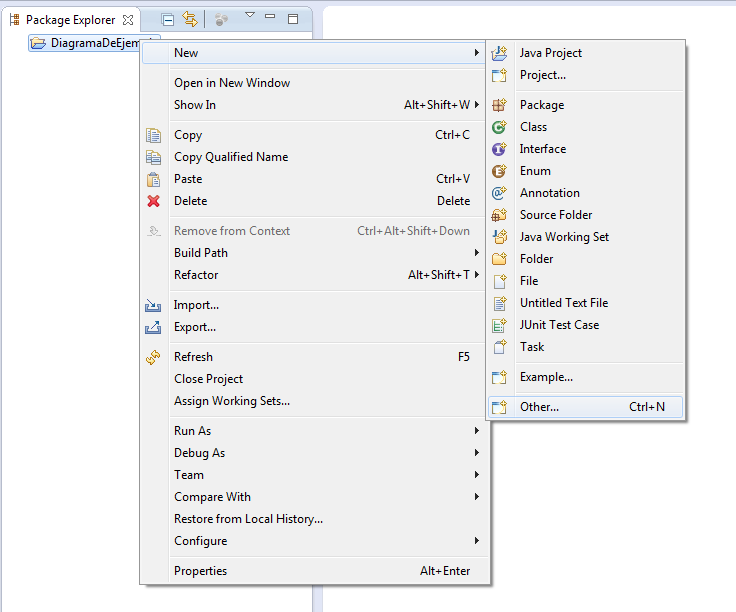 Package Explorer
New
Open in New Window
Show In Alt+Shift+W
Copy Ctrl+C
Copy Qualified Name
Paste Ctrl+V
Delete Delete
Remove from Context Ctrl+Alt+Shift+Down
Build Path
Refactor Alt+Shift+T
Import...
Export...
Refresh F5
Close Project
Assign Working Sets...
Run As
Debug As
Team
Compare With
Restore from Local History...
Configure
Properties Alt+Enter
Java Project
Project...
Package
Class
Interface
Enum
Annotation
Source Folder
Java Working Set
Folder
File
Untitled Text File
JUnit Test Case
Task
Example...
Other... Ctrl+N